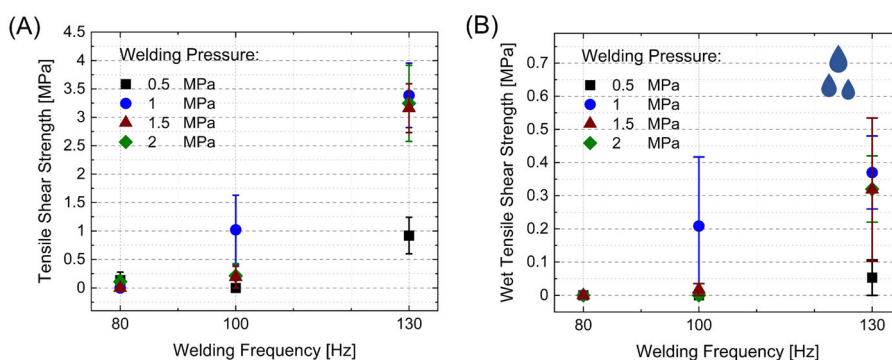 (A)
Tensile Shear Strength [MPa]
4.5
4
3.5
3
2.5
2
1.5
1
0.5
0
Welding Pressure:
0.5 MPa
1 MPa
1.5 MPa
2 MPa
80 100 130
Welding Frequency [Hz]
(B)
Wet Tensile Shear Strength [MPa]
0.7
0.6
0.5
0.4
0.3
0.2
0.1
0
Welding Pressure:
0.5 MPa
1 MPa
1.5 MPa
2 MPa
80 100 130
Welding Frequency [Hz]